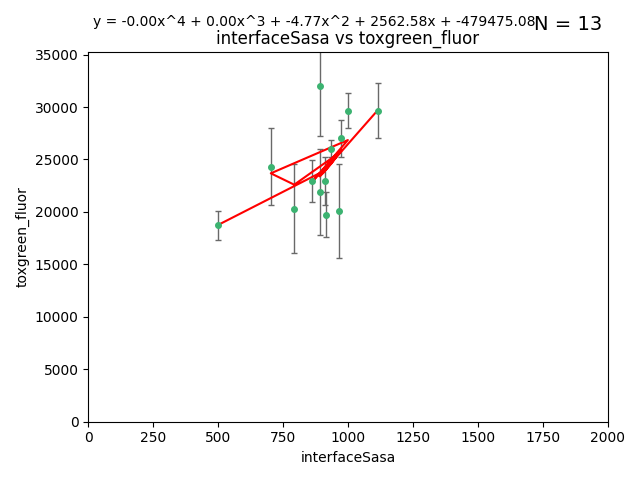 y = -0.00x^4 + 0.00x^3 + -4.77x^2 + 2562.58x + -479475.08
N = 13
interfaceSasa vs toxgreen_fluor
35000
30000
25000
20000
15000
10000
5000
0
toxgreen_fluor
0 250 500 750 1000 1250 1500 1750 2000
interfaceSasa